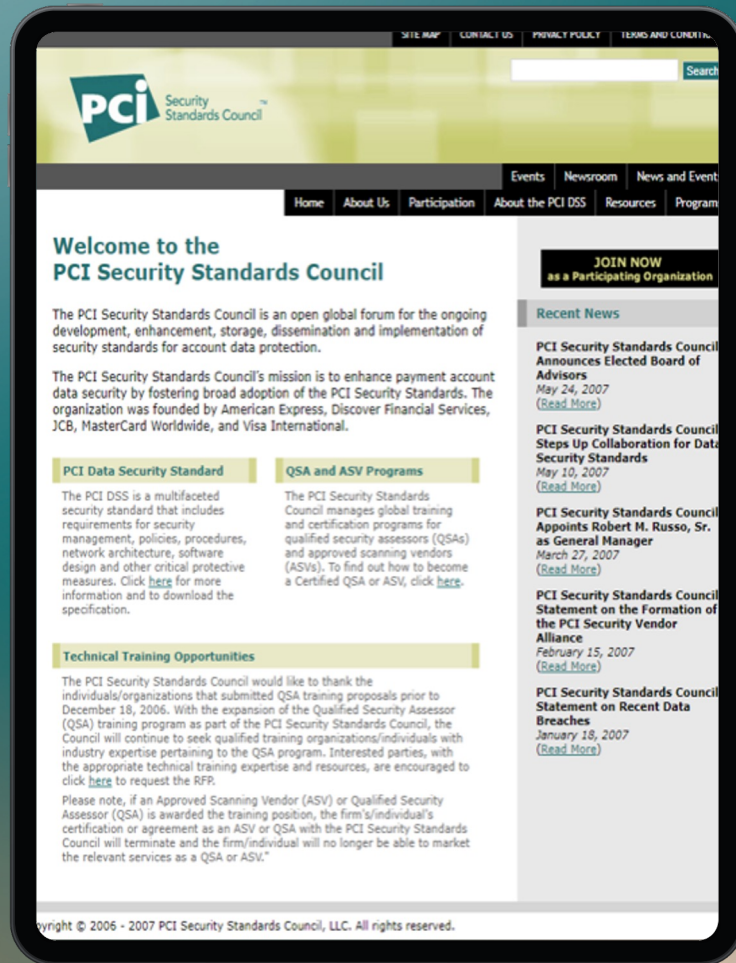 SITE MAP CONTACT US PRIVACY POLICY TERMS AND
Search
PCI Security
Standards Council
™
Events Newsroom News and Event
Home About Us Participation About the PCI DSS Resources Program
Welcome to the
PCI Security Standards Council
The PCI Security Standards Council is an open global forum for the ongoing
development, enhancement, storage, dissemination and implementation of
security standards for account data protection.
The PCI Security Standards Council's mission is to enhance payment account
data security by fostering broad adoption of the PCI Security Standards. The
organization was founded by American Express, Discover Financial Services,
JCB, MasterCard Worldwide, and Visa International.
PCI Data Security Standard
The PCI DSS is a multifaceted
security standard that includes
requirements for security
management, policies, procedures,
network architecture, software
design and other critical protective
measures. Click here for more
information and to download the
specification.
QSA and ASV Programs
The PCI Security Standards
Council manages global training
and certification programs for
qualified security assessors (QSAs)
and approved scanning vendors
(ASVs). To find out how to become
a Certified QSA or ASV, click here.
Technical Training Opportunities
The PCI Security Standards Council would like to thank the
individuals/organizations that submitted QSA training proposals prior to
December 18, 2006. With the expansion of the Qualified Security Assessor
(QSA) training program as part of the PCI Security Standards Council, the
Council will continue to seek qualified training organizations/individuals with
industry expertise pertaining to the QSA program. Interested parties, with
the appropriate technical training expertise and resources, are encouraged to
click here to request the RFP.
Please note, if an Approved Scanning Vendor (ASV) or Qualified Security
Assessor (QSA) is awarded the training position, the firm's/individual's
certification or agreement as an ASV or QSA with the PCI Security Standards
Council will terminate and the firm/individual will no longer be able to market
the relevant services as a QSA or ASV."
JOIN NOW
as a Participating Organization
Recent News
PCI Security Standards Council
Announces Elected Board of
Advisors
May 24, 2007
(Read More)
PCI Security Standards Council
Steps Up Collaboration for Data
Security Standards
May 10, 2007
(Read More)
PCI Security Standards Council
Appoints Robert M. Russo, Sr.
as General Manager
March 27, 2007
(Read More)
PCI Security Standards Council
Statement on the Formation of
the PCI Security Vendor
Alliance
February 15, 2007
(Read More)
PCI Security Standards Council
Statement on Recent Data
Breaches
January 18, 2007
(Read More)
pyright © 2006 - 2007 PCI Security Standards Council, LLC. All rights reserved.